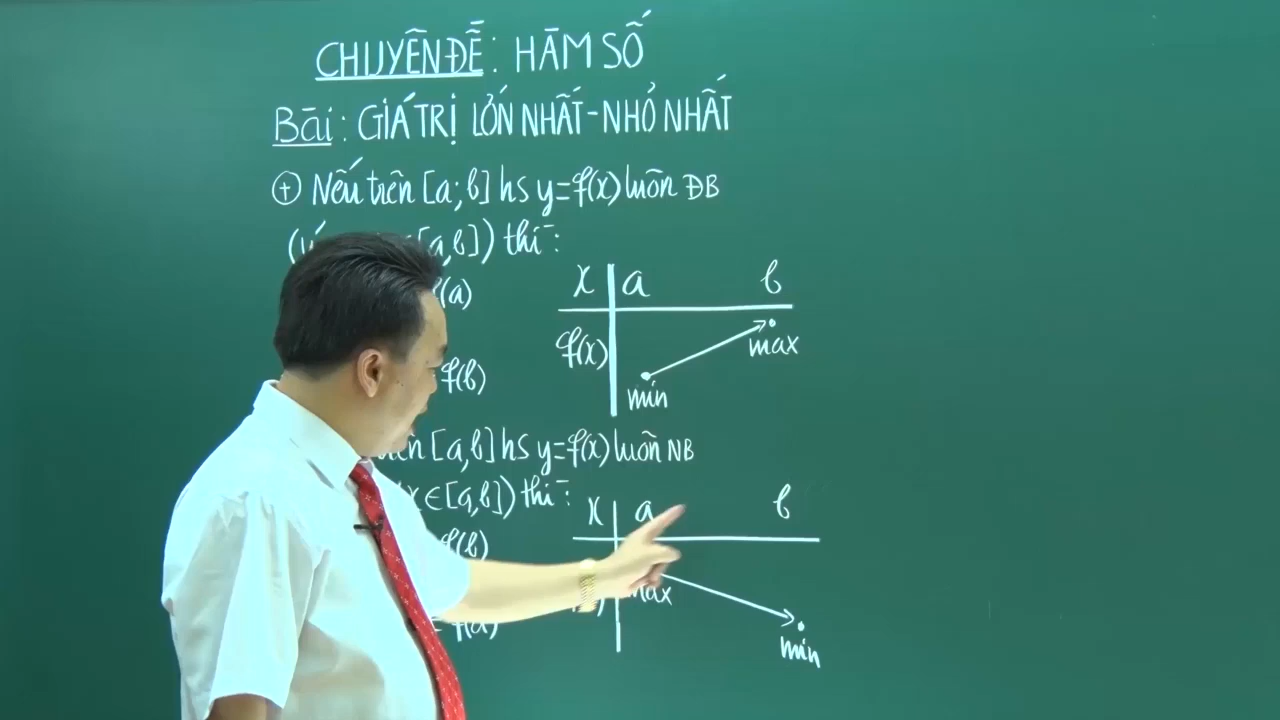 CHUYÊN ĐỀ: HÀM SỐ
Bài: GIÁ TRỊ LỚN NHẤT - NHỎ NHẤT
⊕ Nếu trên [a; b] hs y = f(x) luôn ĐB
[a, b]) thì:
x a b
f(a)
f(x)
max
f(b)
min
[a, b] hs y = f(x) luôn NB
x ∈ [a, b]) thì:
x a b
f(b)
max
f(a)
min